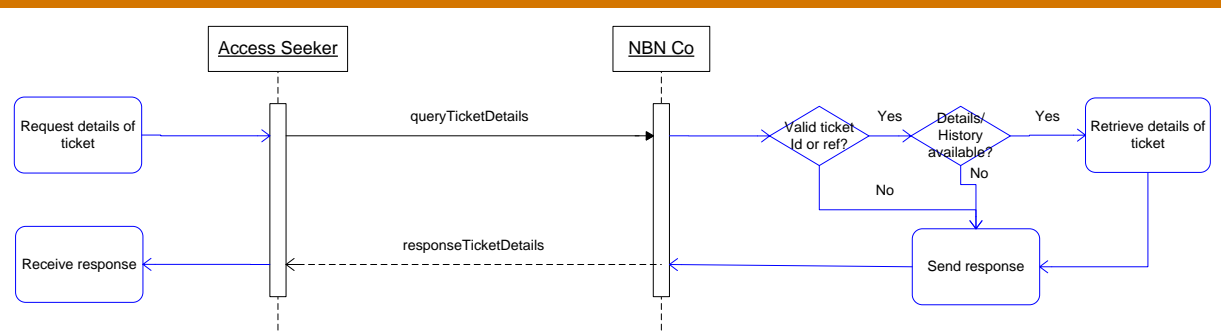 Access Seeker
NBN Co
Request details of
ticket
queryTicketDetails
Valid ticket
Id or ref?
Yes
Details/
History
available?
Yes
Retrieve details of
ticket
No
No
Receive response
responseTicketDetails
Send response